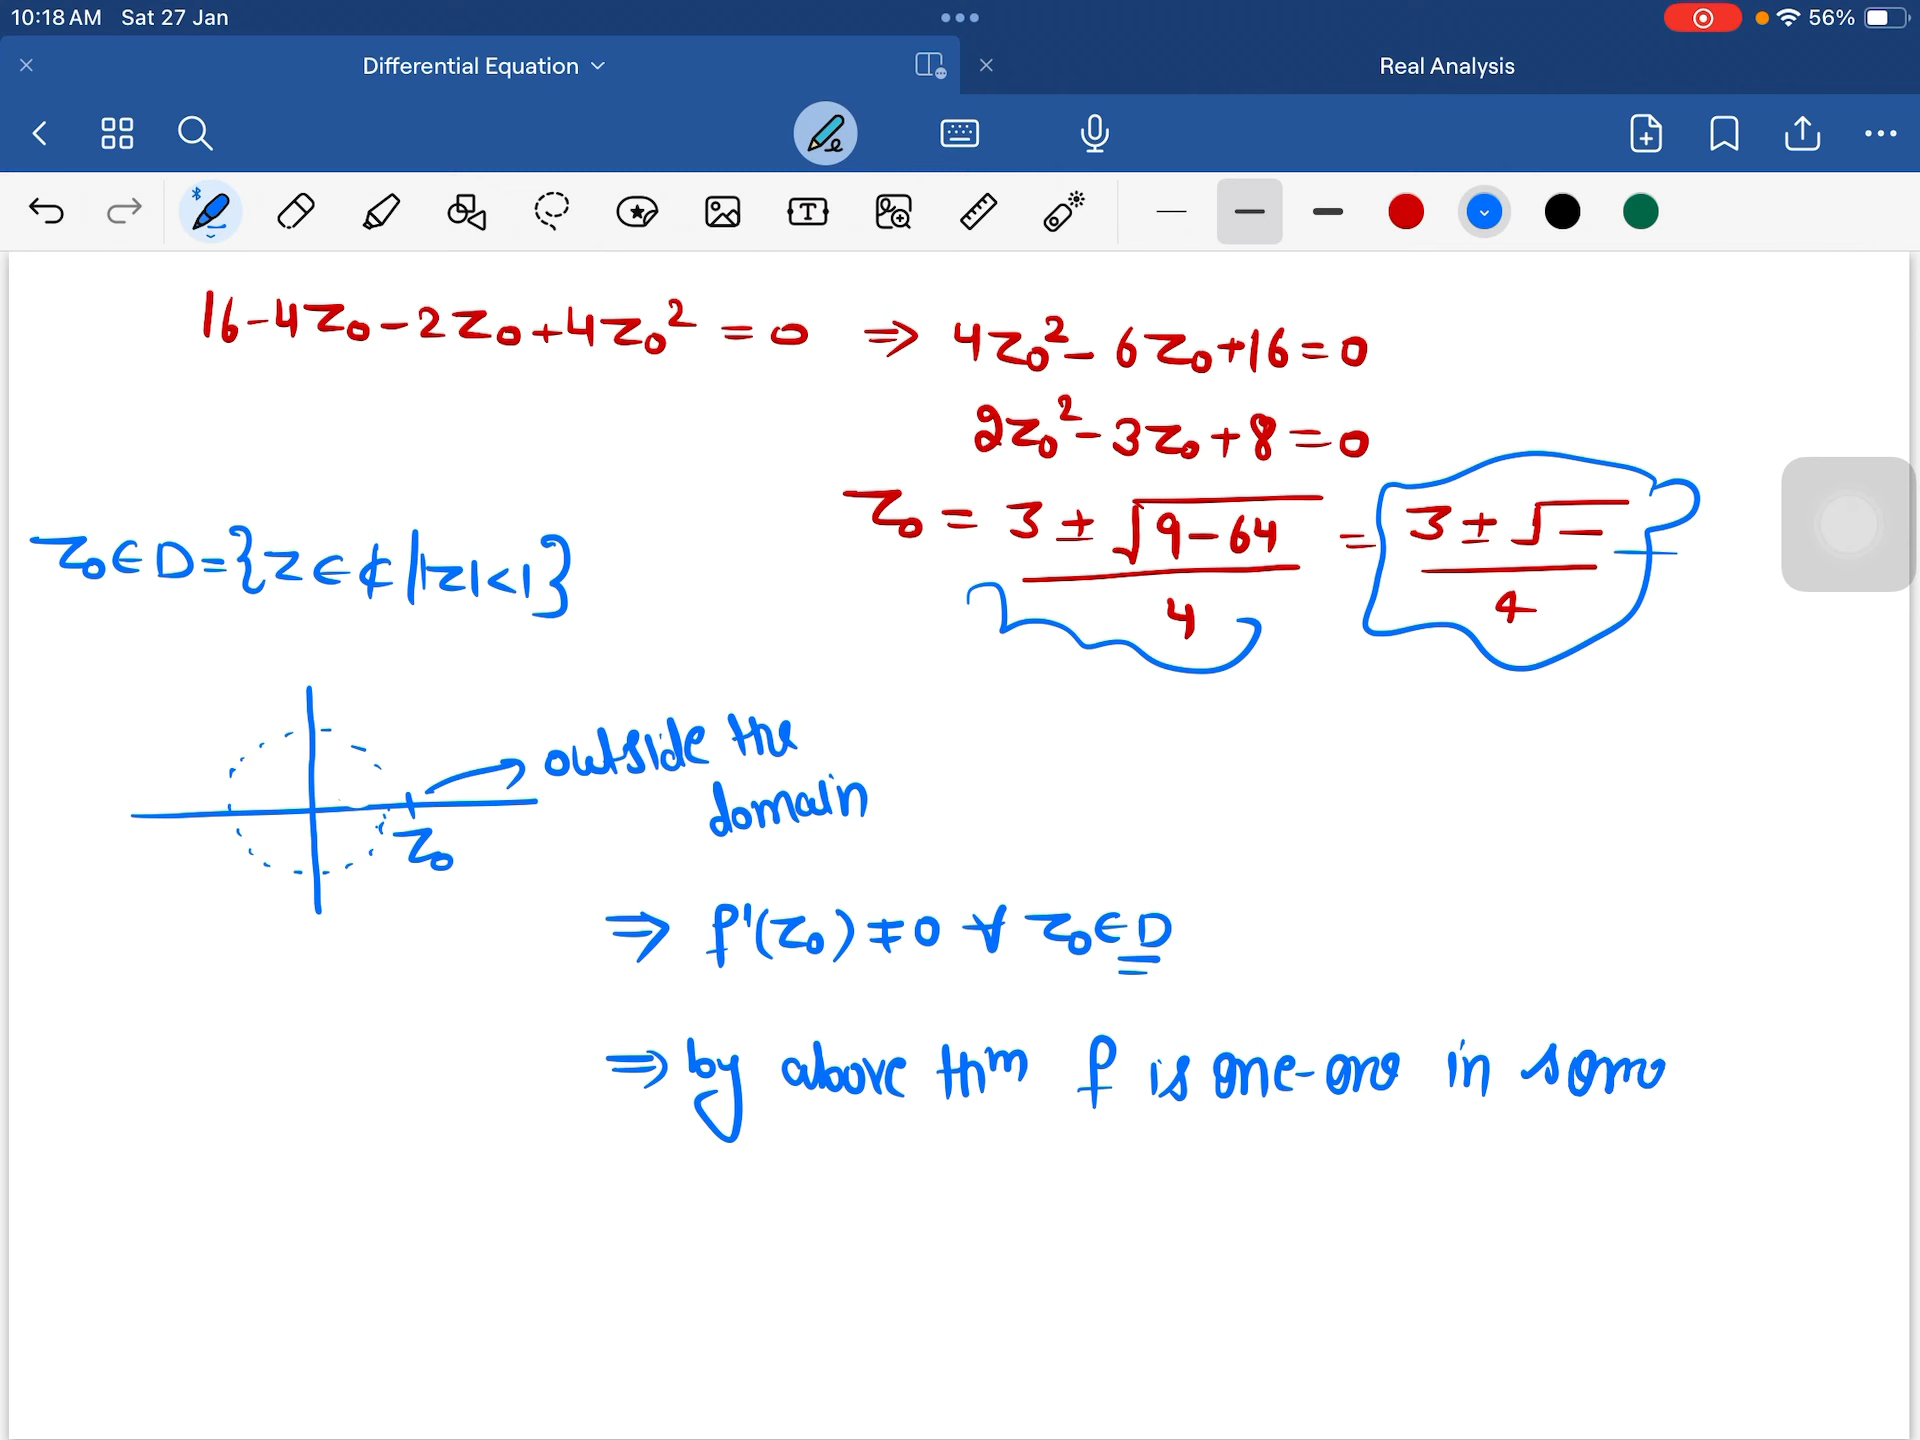 10:18 AM Sat 27 Jan
56%
Differential Equation
Real Analysis
16-4z₀-2z₀+4z₀² = 0 ⇒ 4z₀²-6z₀+16=0
2z₀²-3z₀+8=0
z₀ = 3 ± √9-64 / 4 = 3 ± √— / 4
z₀∈D={z∈ℂ/|z|<1}
outside the
domain
z₀
⇒ f'(z₀)≠0 ∀ z₀∈D
⇒ by above thm f is one-one in some